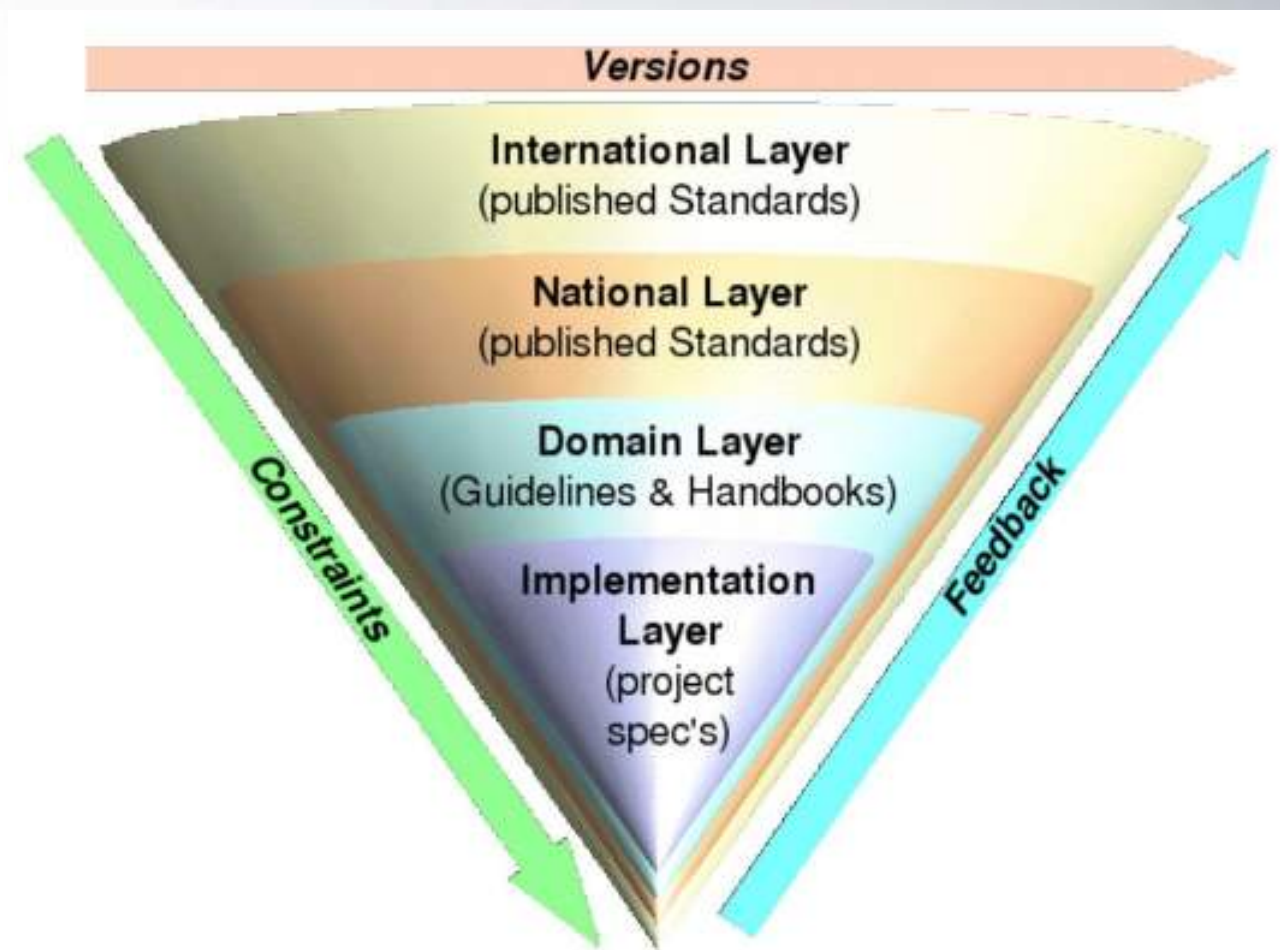 Versions
International Layer
(published Standards)
National Layer
(published Standards)
Domain Layer
(Guidelines & Handbooks)
Implementation
Layer
(project
spec's)
Constraints
Feedback